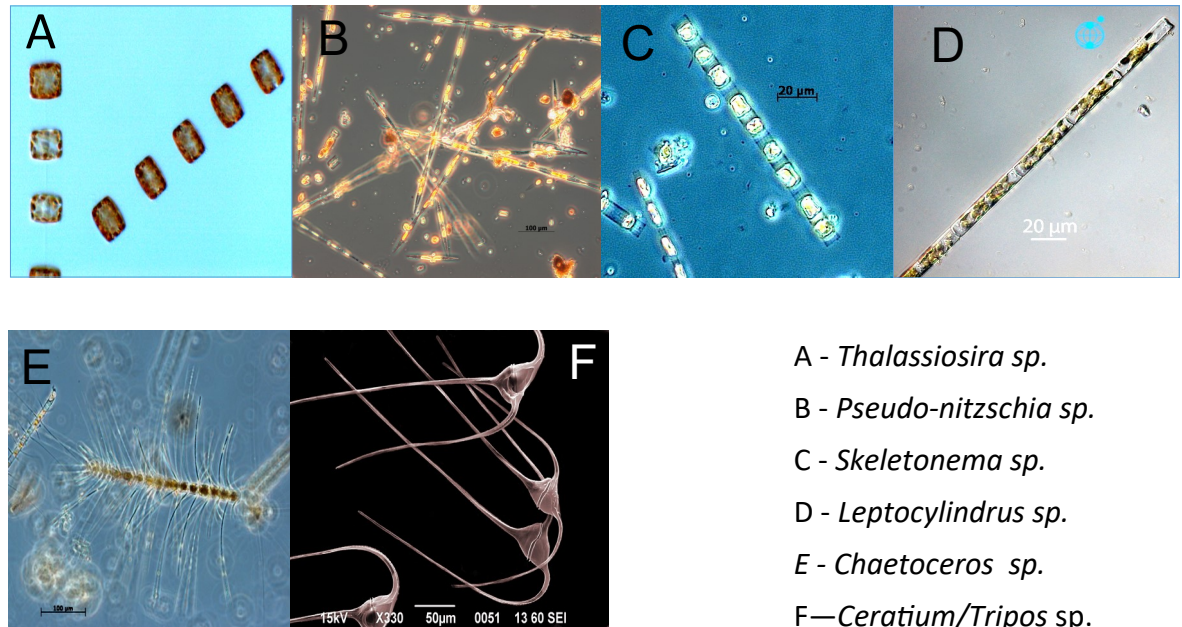 A
B
C
D
20 µm
20 µm
100 µm
E
F
100 µm
15kV X330 50µm 0051 13 60 SEI
A - Thalassiosira sp.
B - Pseudo-nitzschia sp.
C - Skeletonema sp.
D - Leptocylindrus sp.
E - Chaetoceros sp.
F—Ceratium/Tripos sp.